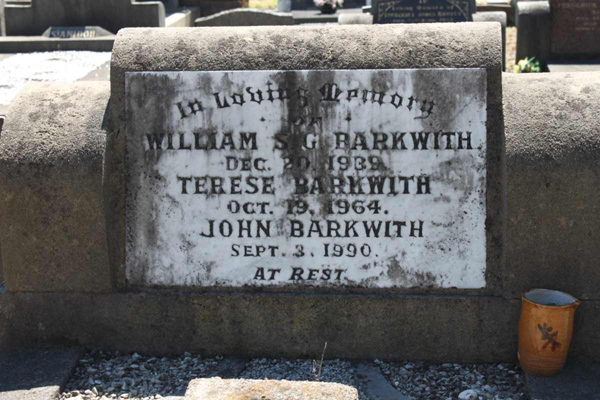 In Loving Memory
OF
WILLIAM S. G. BARKWITH
DEC. 20, 1939.
TERESE BARKWITH
OCT. 19, 1964.
JOHN BARKWITH
SEPT. 3, 1990.
AT REST